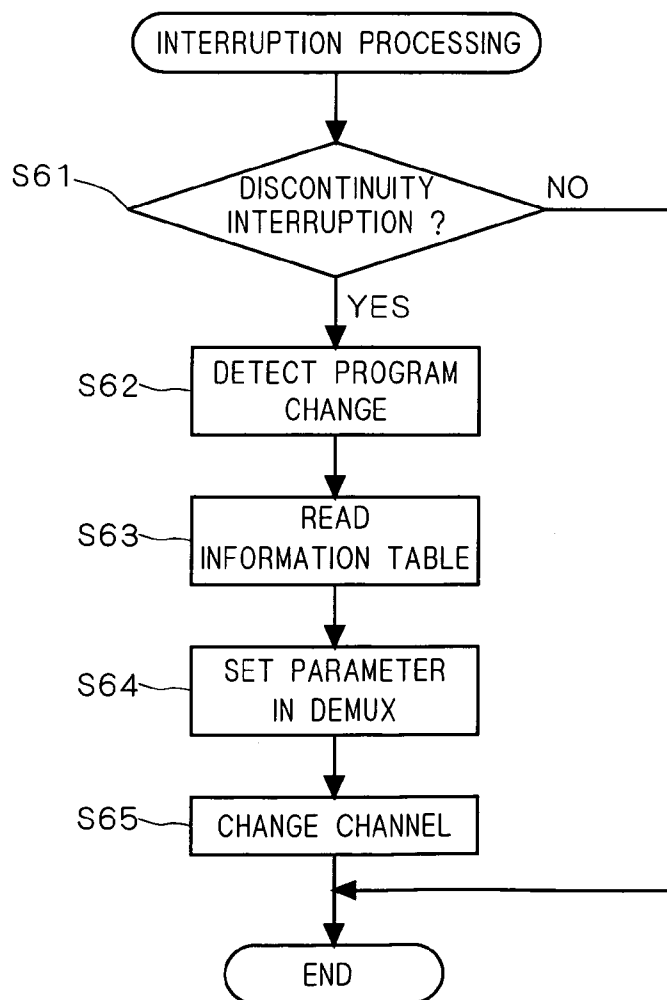 INTERRUPTION PROCESSING
S61
DISCONTINUITY
INTERRUPTION ?
NO
YES
S62
DETECT PROGRAM
CHANGE
S63
READ
INFORMATION TABLE
S64
SET PARAMETER
IN DEMUX
S65
CHANGE CHANNEL
END